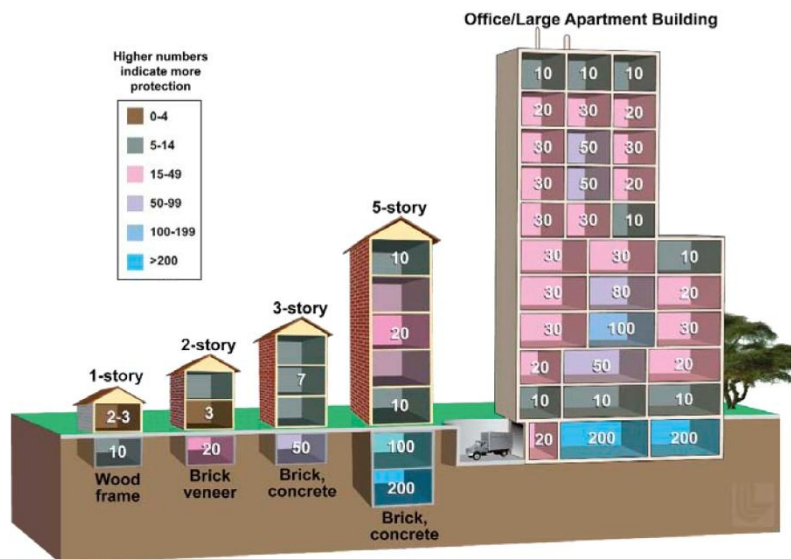 Office/Large Apartment Building
Higher numbers
indicate more
protection
0-4
5-14
15-49
50-99
100-199
>200
10 10 10
20 30 20
30 50 30
30 50 20
30 30 10
30 30 10
30 80 20
30 100 30
20 50 20
10 10 10
20 200 200
5-story
10
20
10
100
200
Brick,
concrete
3-story
7
50
Brick,
concrete
2-story
3
20
Brick
veneer
1-story
2-3
10
Wood
frame